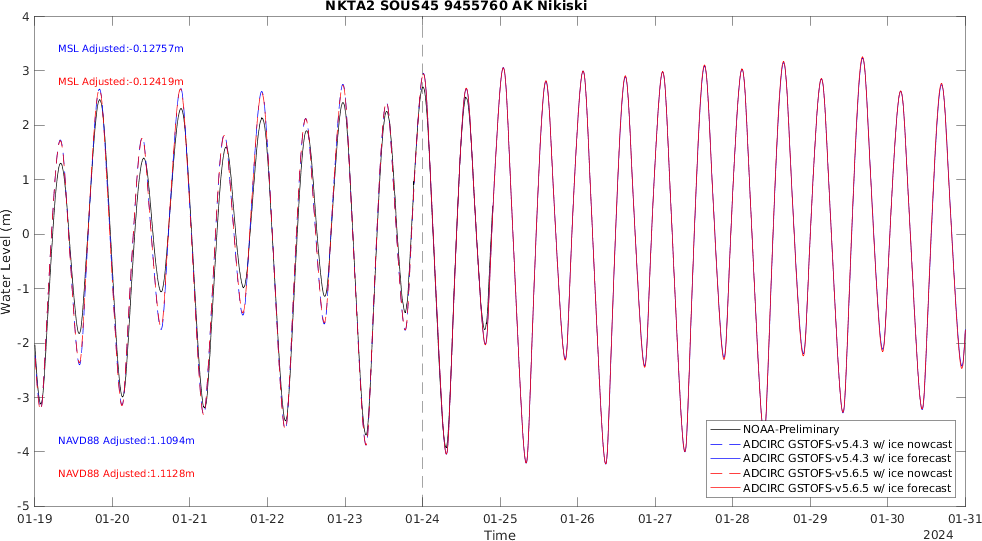 NKTA2 SOUS45 9455760 AK Nikiski
MSL Adjusted:-0.12757m
MSL Adjusted:-0.12419m
NAVD88 Adjusted:1.1094m
NAVD88 Adjusted:1.1128m
Water Level (m)
4
3
2
1
0
-1
-2
-3
-4
-5
NOAA-Preliminary
ADCIRC GSTOFS-v5.4.3 w/ ice nowcast
ADCIRC GSTOFS-v5.4.3 w/ ice forecast
ADCIRC GSTOFS-v5.6.5 w/ ice nowcast
ADCIRC GSTOFS-v5.6.5 w/ ice forecast
01-19 01-20 01-21 01-22 01-23 01-24 01-25 01-26 01-27 01-28 01-29 01-30 01-31
Time
2024